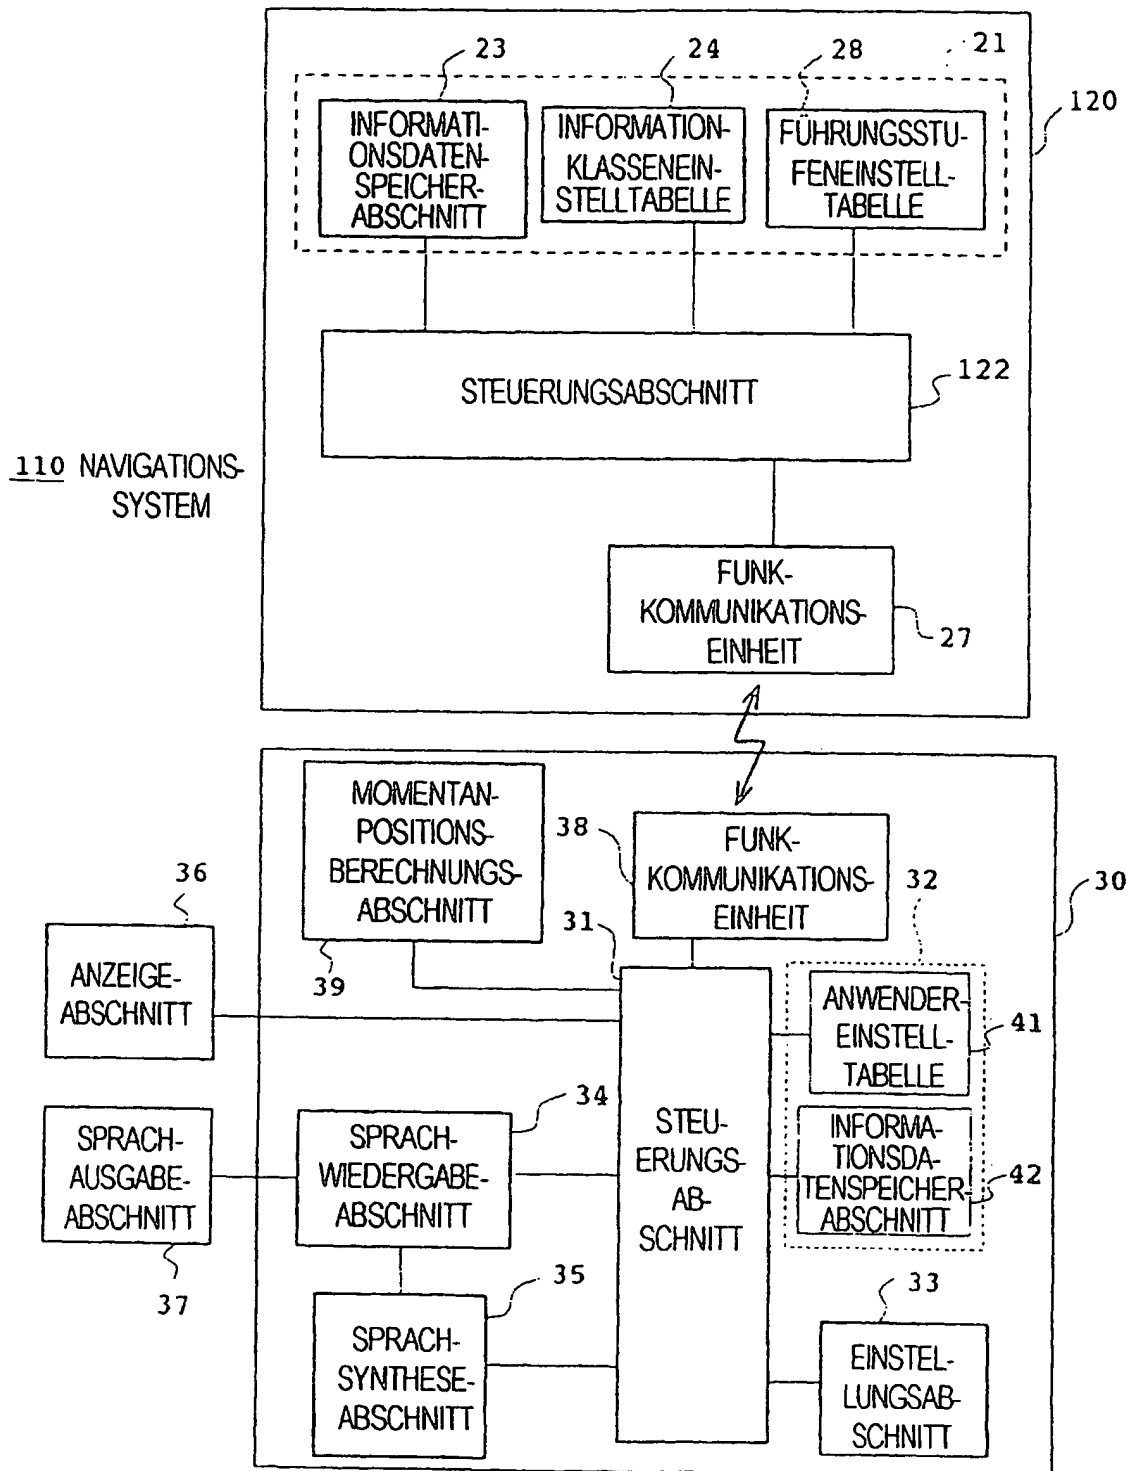 23
24
28
21
120
INFORMATI-
ONSDATEN-
SPEICHER-
ABSCHNITT
INFORMATION-
KLASSENEIN-
STELLTABELLE
FÜHRUNGSSTU-
FENEINSTELL-
TABELLE
STEUERUNGSABSCHNITT
122
110 NAVIGATIONS-
SYSTEM
FUNK-
KOMMUNIKATIONS-
EINHEIT
27
MOMENTAN-
POSITIONS-
BERECHNUNGS-
ABSCHNITT
39
38
FUNK-
KOMMUNIKATIONS-
EINHEIT
32
30
36
ANZEIGE-
ABSCHNITT
31
STEU-
ERUNGS-
AB-
SCHNITT
ANWENDER-
EINSTELL-
TABELLE
41
INFORMA-
TIONSDA-
TENSPEICHER-
ABSCHNITT
42
34
SPRACH-
WIEDERGABE-
ABSCHNITT
SPRACH-
AUSGABE-
ABSCHNITT
37
35
SPRACH-
SYNTHESE-
ABSCHNITT
33
EINSTEL-
LUNGSAB-
SCHNITT